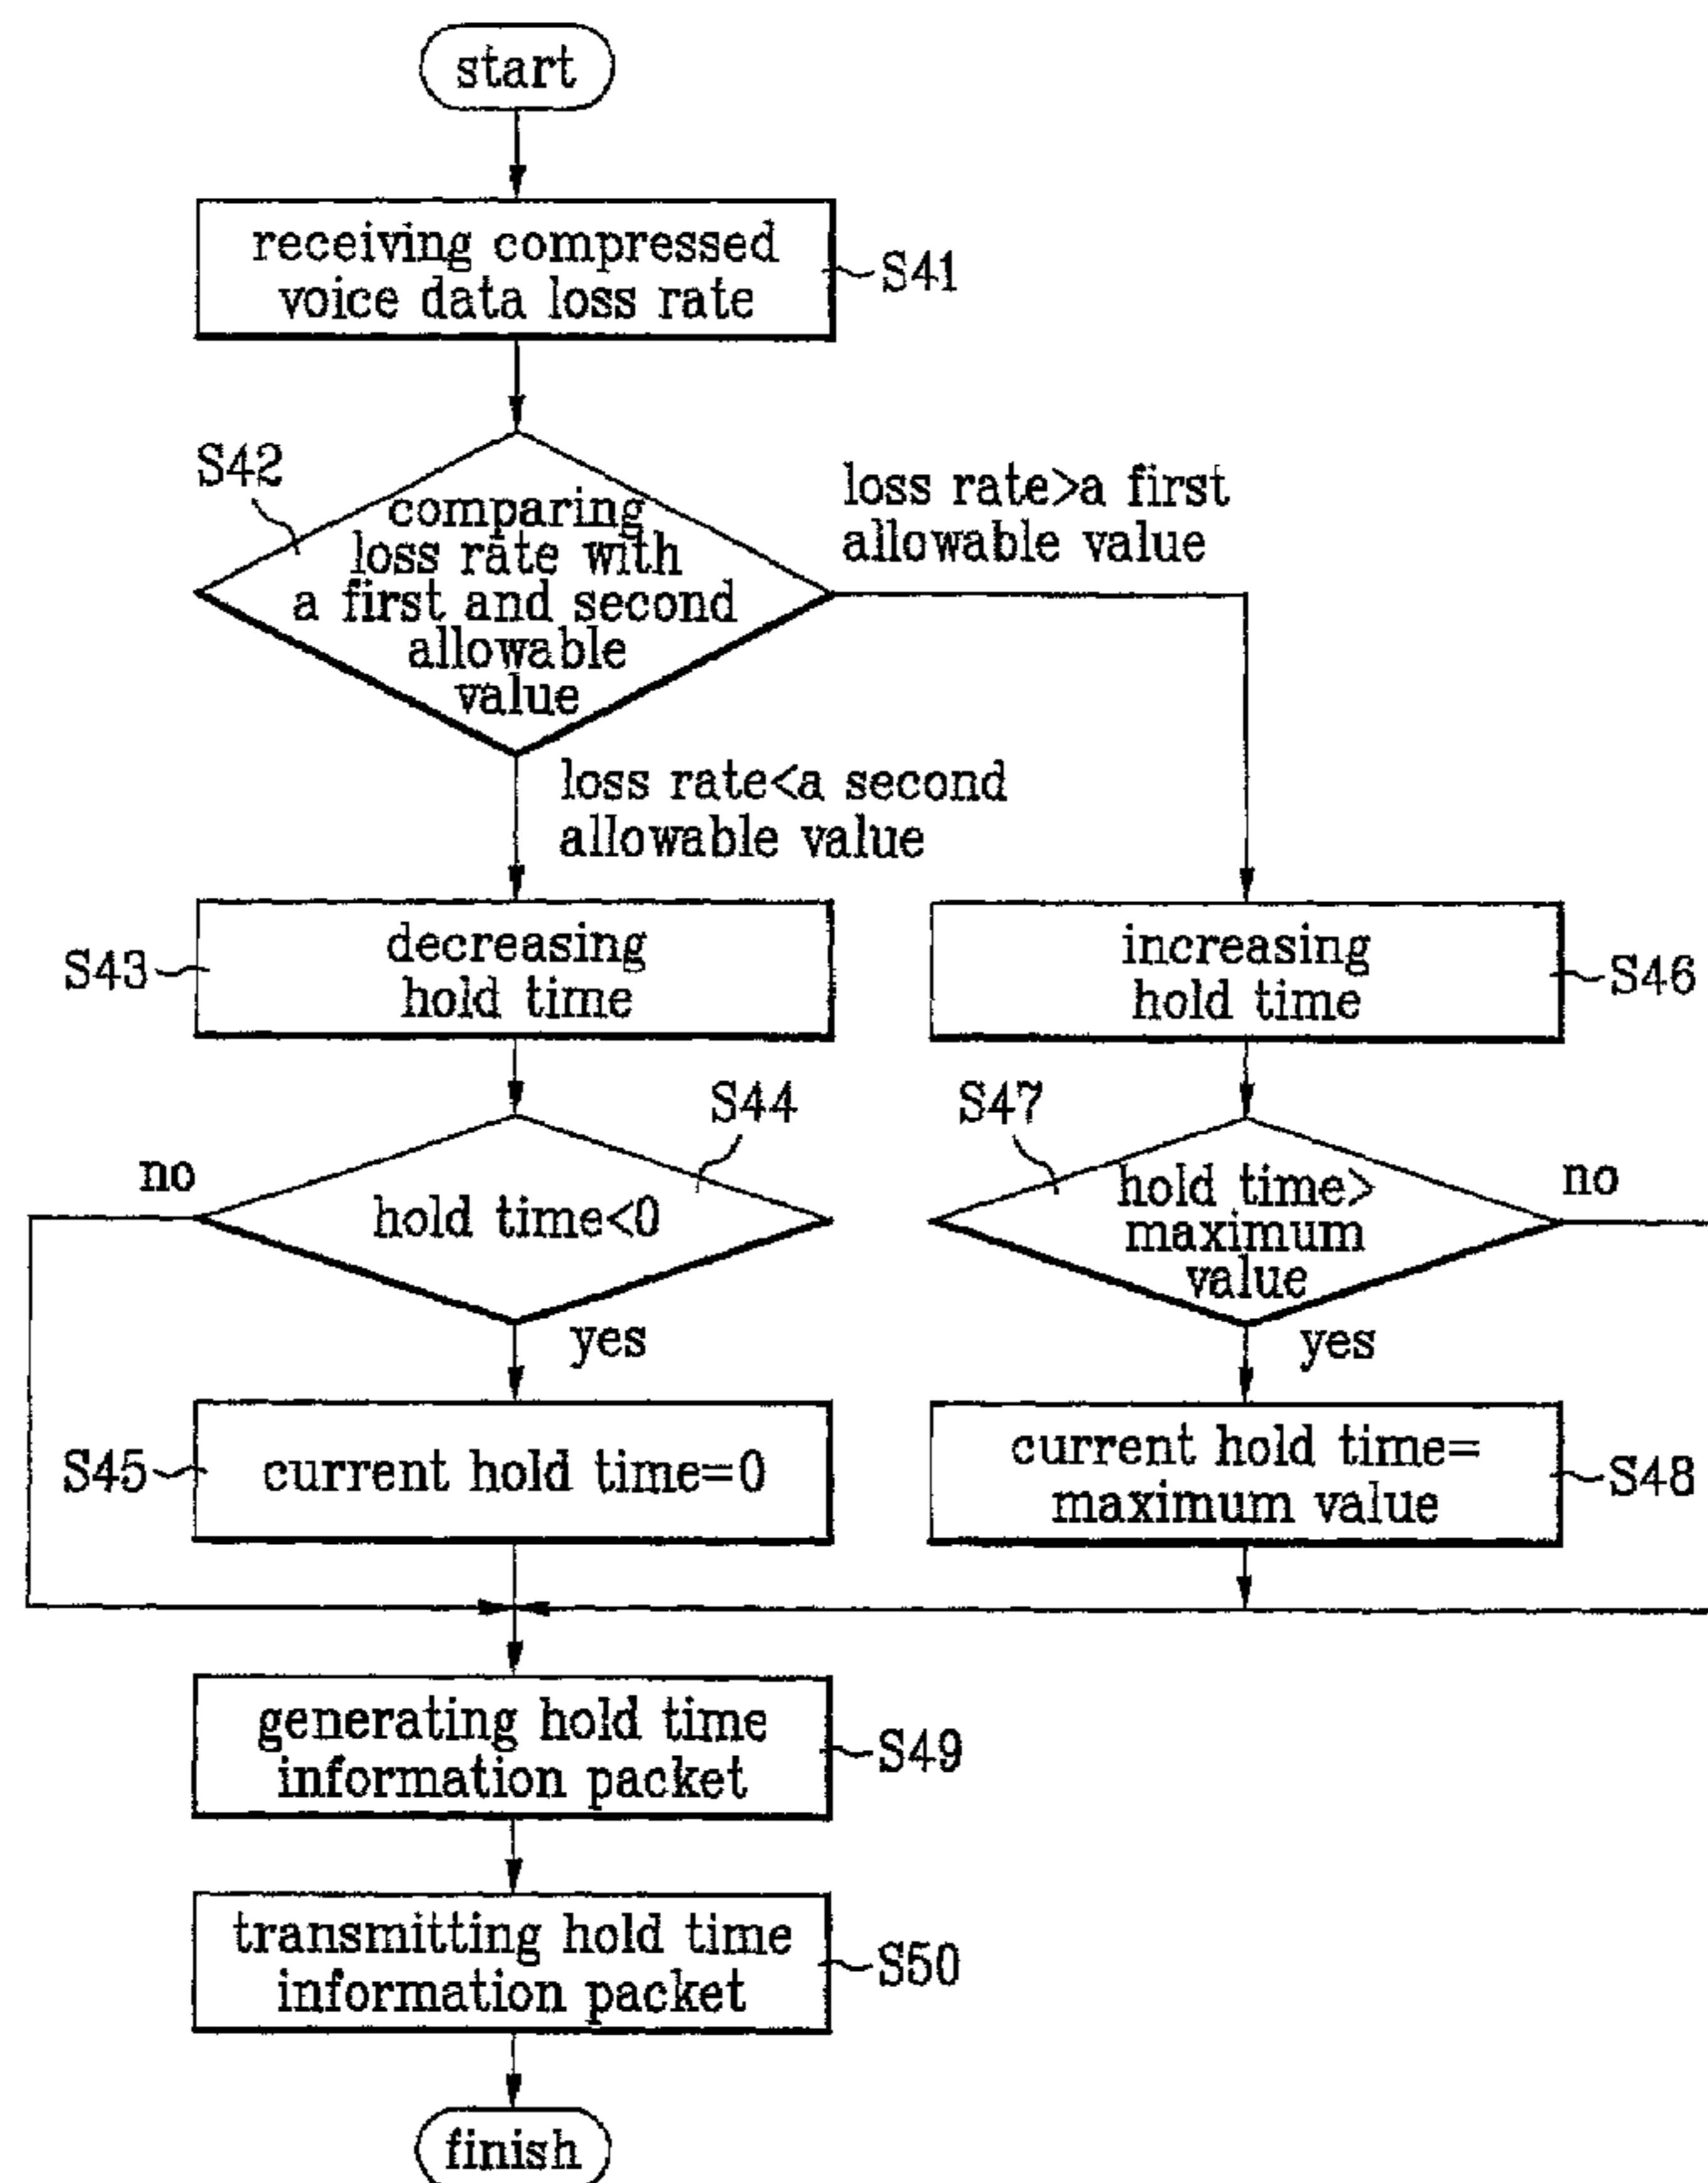 start
receiving compressed
voice data loss rate
S41
S42
comparing
loss rate with
a first and second
allowable
value
loss rate>a first
allowable value
loss rate<a second
allowable value
S43
decreasing
hold time
increasing
hold time
S46
S44
no
hold time<0
yes
S47
hold time>
maximum
value
no
yes
S45
current hold time=0
current hold time=
maximum value
S48
generating hold time
information packet
S49
transmitting hold time
information packet
S50
finish